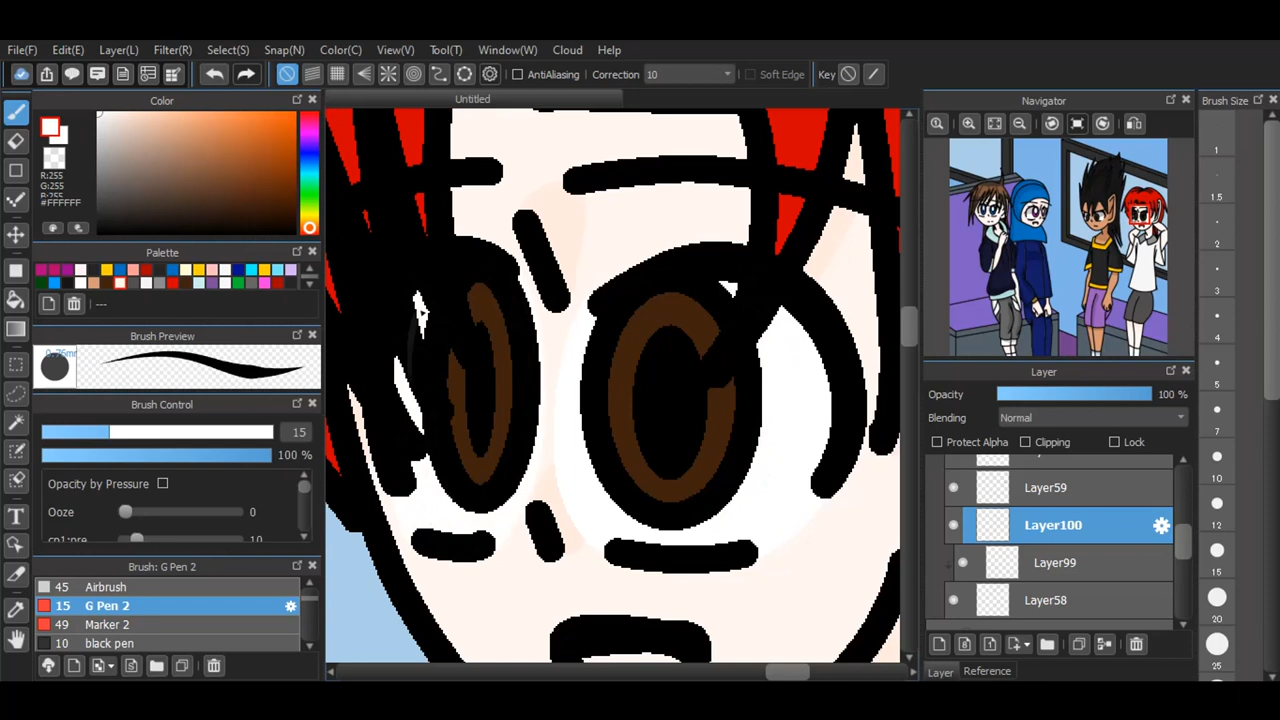 File(F) Edit(E) Layer(L) Filter(R) Select(S) Snap(N) Color(C) View(V) Tool(T) Window(W) Cloud Help
AntiAliasing Correction 10 Soft Edge Key
Color
Untitled
Navigator
Brush Size
R:255
G:255
B:255
#FFFFFF
Palette
---
Brush Preview
Brush Control
15
100 %
Opacity by Pressure
Ooze 0
Brush: G Pen 2
45 Airbrush
15 G Pen 2
49 Marker 2
10 black pen
Layer
Opacity 100 %
Blending Normal
Protect Alpha Clipping Lock
Layer59
Layer100
Layer99
Layer58
Layer Reference
1
1.5
2
3
5
7
10
12
15
20
25